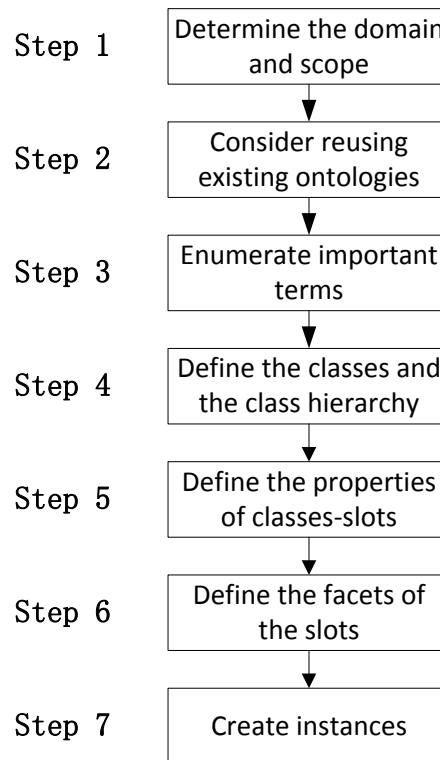 Step 1
Determine the domain
and scope
Step 2
Consider reusing
existing ontologies
Step 3
Enumerate important
terms
Step 4
Define the classes and
the class hierarchy
Step 5
Define the properties
of classes-slots
Step 6
Define the facets of
the slots
Step 7
Create instances